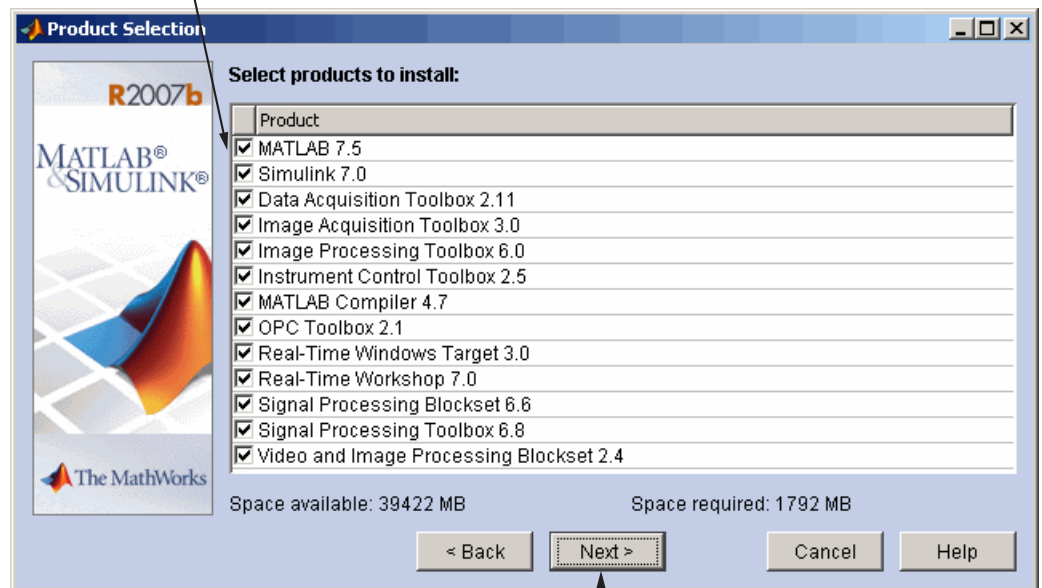 Product Selection
R2007b
MATLAB®
&SIMULINK®
The MathWorks
Select products to install:
Product
MATLAB 7.5
Simulink 7.0
Data Acquisition Toolbox 2.11
Image Acquisition Toolbox 3.0
Image Processing Toolbox 6.0
Instrument Control Toolbox 2.5
MATLAB Compiler 4.7
OPC Toolbox 2.1
Real-Time Windows Target 3.0
Real-Time Workshop 7.0
Signal Processing Blockset 6.6
Signal Processing Toolbox 6.8
Video and Image Processing Blockset 2.4
Space available: 39422 MB Space required: 1792 MB
< Back Next > Cancel Help